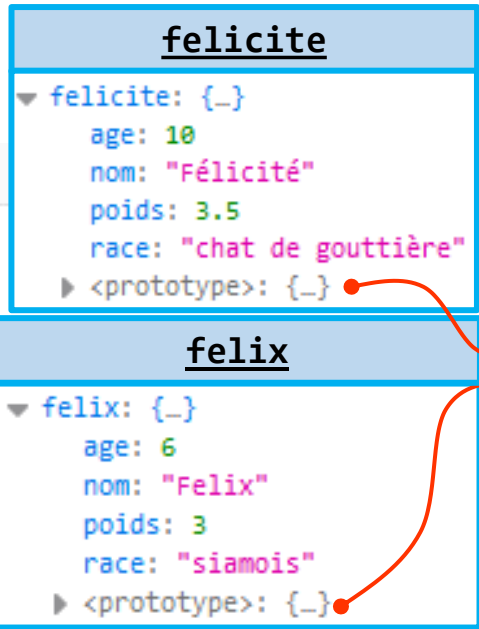 felicite
felicite: {…}
age: 10
nom: "Félicité"
poids: 3.5
race: "chat de gouttière"
<prototype>: {…}
felix
felix: {…}
age: 6
nom: "Felix"
poids: 3
race: "siamois"
<prototype>: {…}